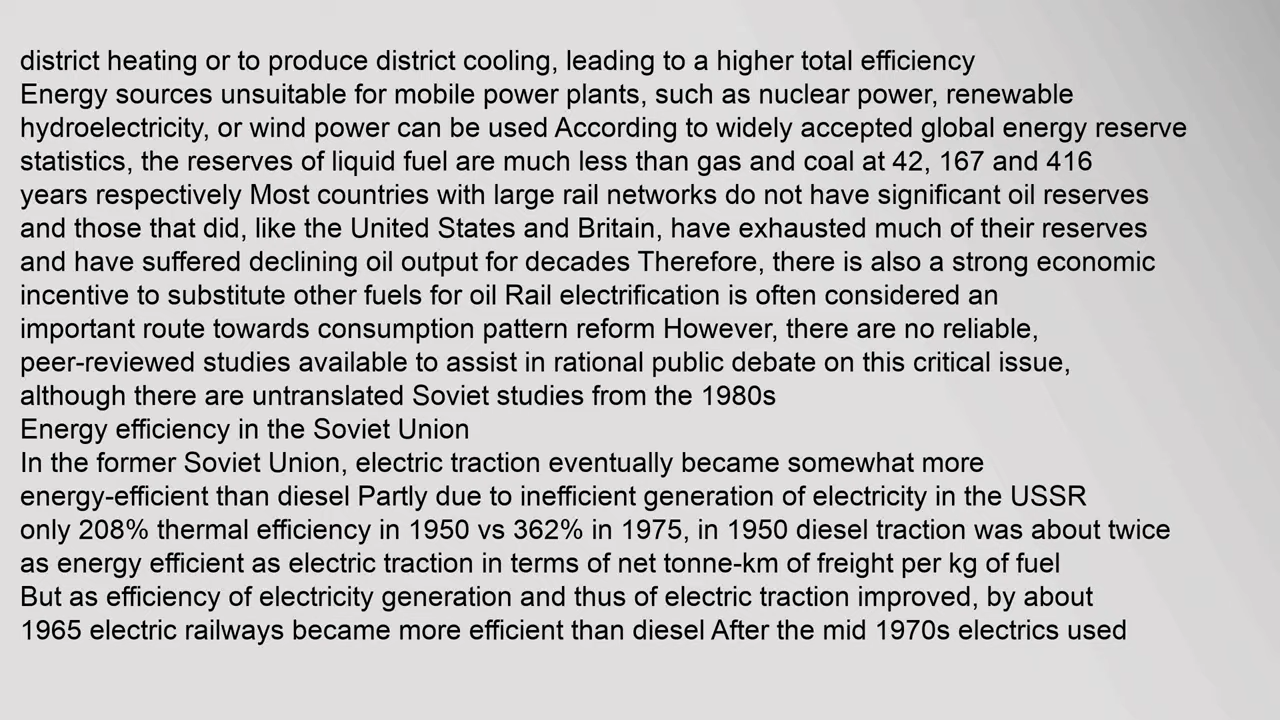 district heating or to produce district cooling, leading to a higher total efficiency
Energy sources unsuitable for mobile power plants, such as nuclear power, renewable
hydroelectricity, or wind power can be used According to widely accepted global energy reserve
statistics, the reserves of liquid fuel are much less than gas and coal at 42, 167 and 416
years respectively Most countries with large rail networks do not have significant oil reserves
and those that did, like the United States and Britain, have exhausted much of their reserves
and have suffered declining oil output for decades Therefore, there is also a strong economic
incentive to substitute other fuels for oil Rail electrification is often considered an
important route towards consumption pattern reform However, there are no reliable,
peer-reviewed studies available to assist in rational public debate on this critical issue,
although there are untranslated Soviet studies from the 1980s
Energy efficiency in the Soviet Union
In the former Soviet Union, electric traction eventually became somewhat more
energy-efficient than diesel Partly due to inefficient generation of electricity in the USSR
only 208% thermal efficiency in 1950 vs 362% in 1975, in 1950 diesel traction was about twice
as energy efficient as electric traction in terms of net tonne-km of freight per kg of fuel
But as efficiency of electricity generation and thus of electric traction improved, by about
1965 electric railways became more efficient than diesel After the mid 1970s electrics used